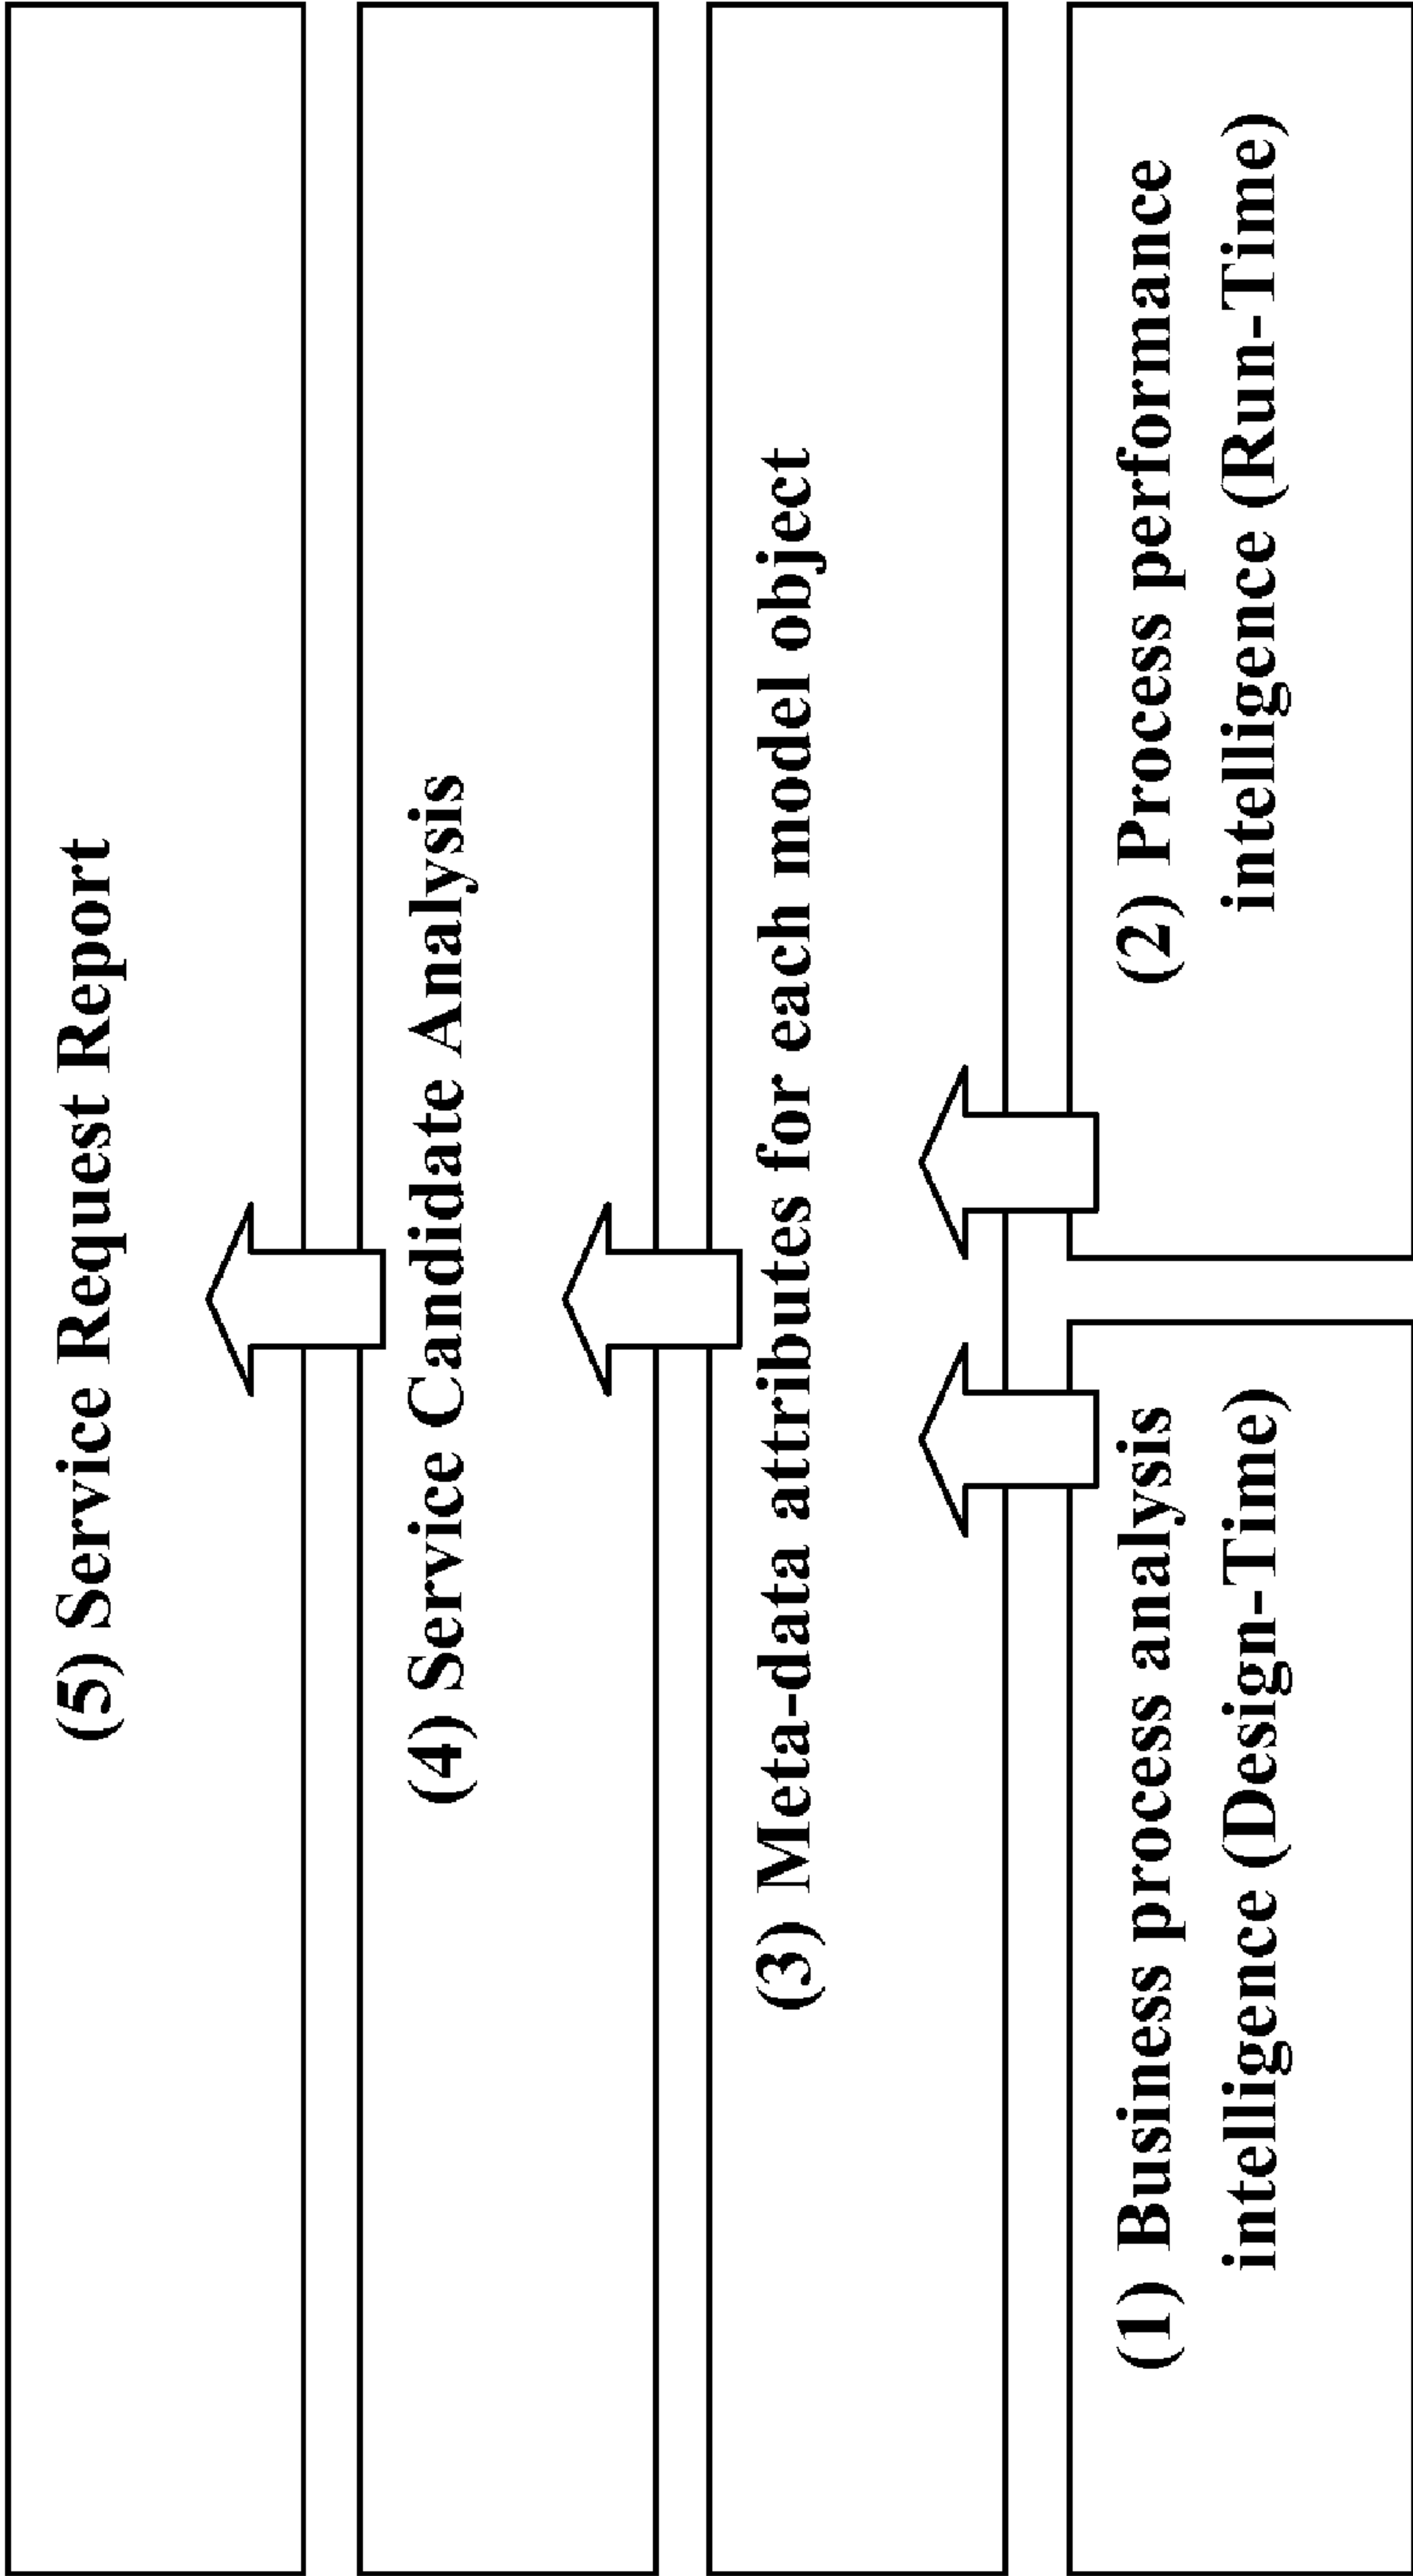 (5) Service Request Report
(4) Service Candidate Analysis
(3) Meta-data attributes for each model object
(1) Business process analysis
intelligence (Design-Time)
(2) Process performance
intelligence (Run-Time)